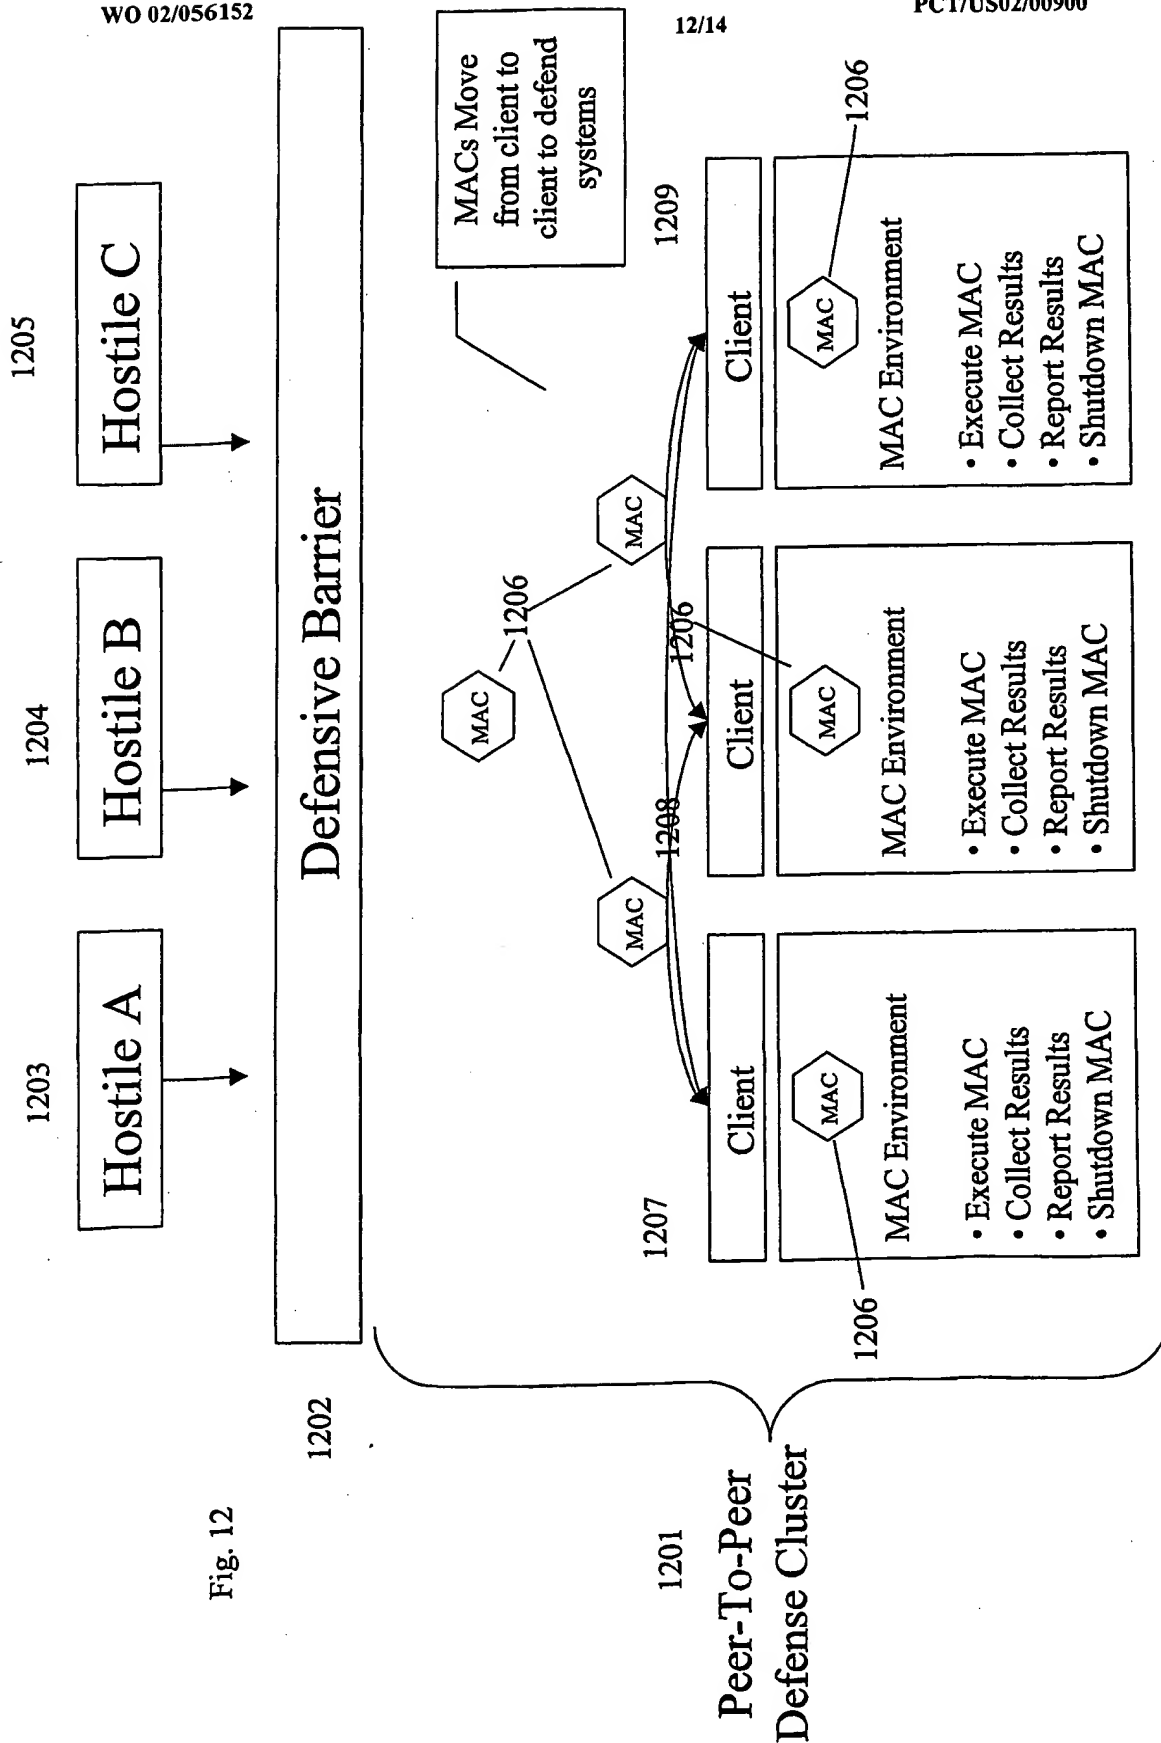 WO 02/056152
12/14
PCT/US02/00900
Fig. 12
1203
1204
1205
Hostile A
Hostile B
Hostile C
1202
Defensive Barrier
MACs Move
from client to
client to defend
systems
MAC
1206
MAC
MAC
1201
Peer-To-Peer
Defense Cluster
1207
1208
1206
1209
Client
Client
Client
MAC
MAC
MAC
1206
1206
MAC Environment
• Execute MAC
• Collect Results
• Report Results
• Shutdown MAC
MAC Environment
• Execute MAC
• Collect Results
• Report Results
• Shutdown MAC
MAC Environment
• Execute MAC
• Collect Results
• Report Results
• Shutdown MAC